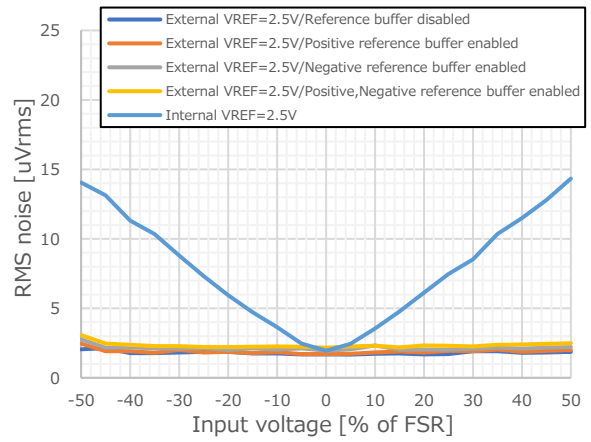 External VREF=2.5V/Reference buffer disabled
External VREF=2.5V/Positive reference buffer enabled
External VREF=2.5V/Negative reference buffer enabled
External VREF=2.5V/Positive,Negative reference buffer enabled
Internal VREF=2.5V
RMS noise [uVrms]
25
20
15
10
5
0
-50 -40 -30 -20 -10 0 10 20 30 40 50
Input voltage [% of FSR]